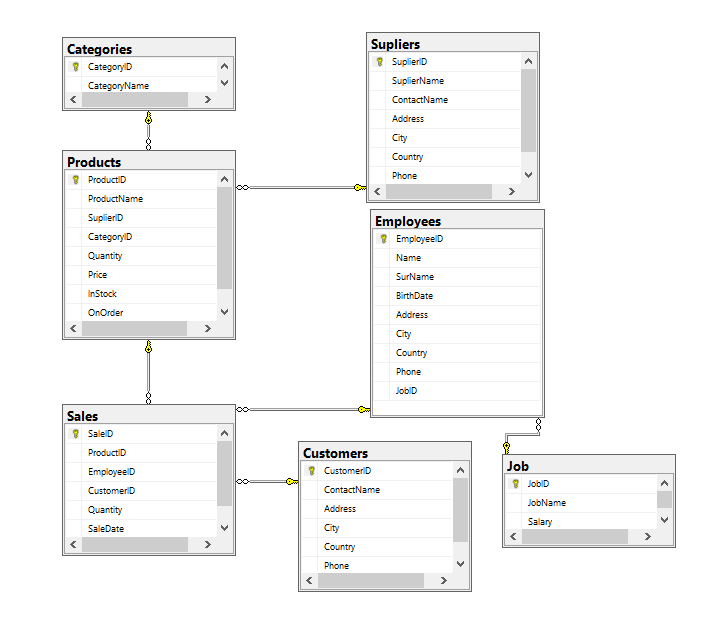 Categories
CategoryID
CategoryName
Supliers
SuplierID
SuplierName
ContactName
Address
City
Country
Phone
Products
ProductID
ProductName
SuplierID
CategoryID
Quantity
Price
InStock
OnOrder
Employees
EmployeeID
Name
SurName
BirthDate
Address
City
Country
Phone
JobID
Sales
SaleID
ProductID
EmployeeID
CustomerID
Quantity
SaleDate
Customers
CustomerID
ContactName
Address
City
Country
Phone
Job
JobID
JobName
Salary